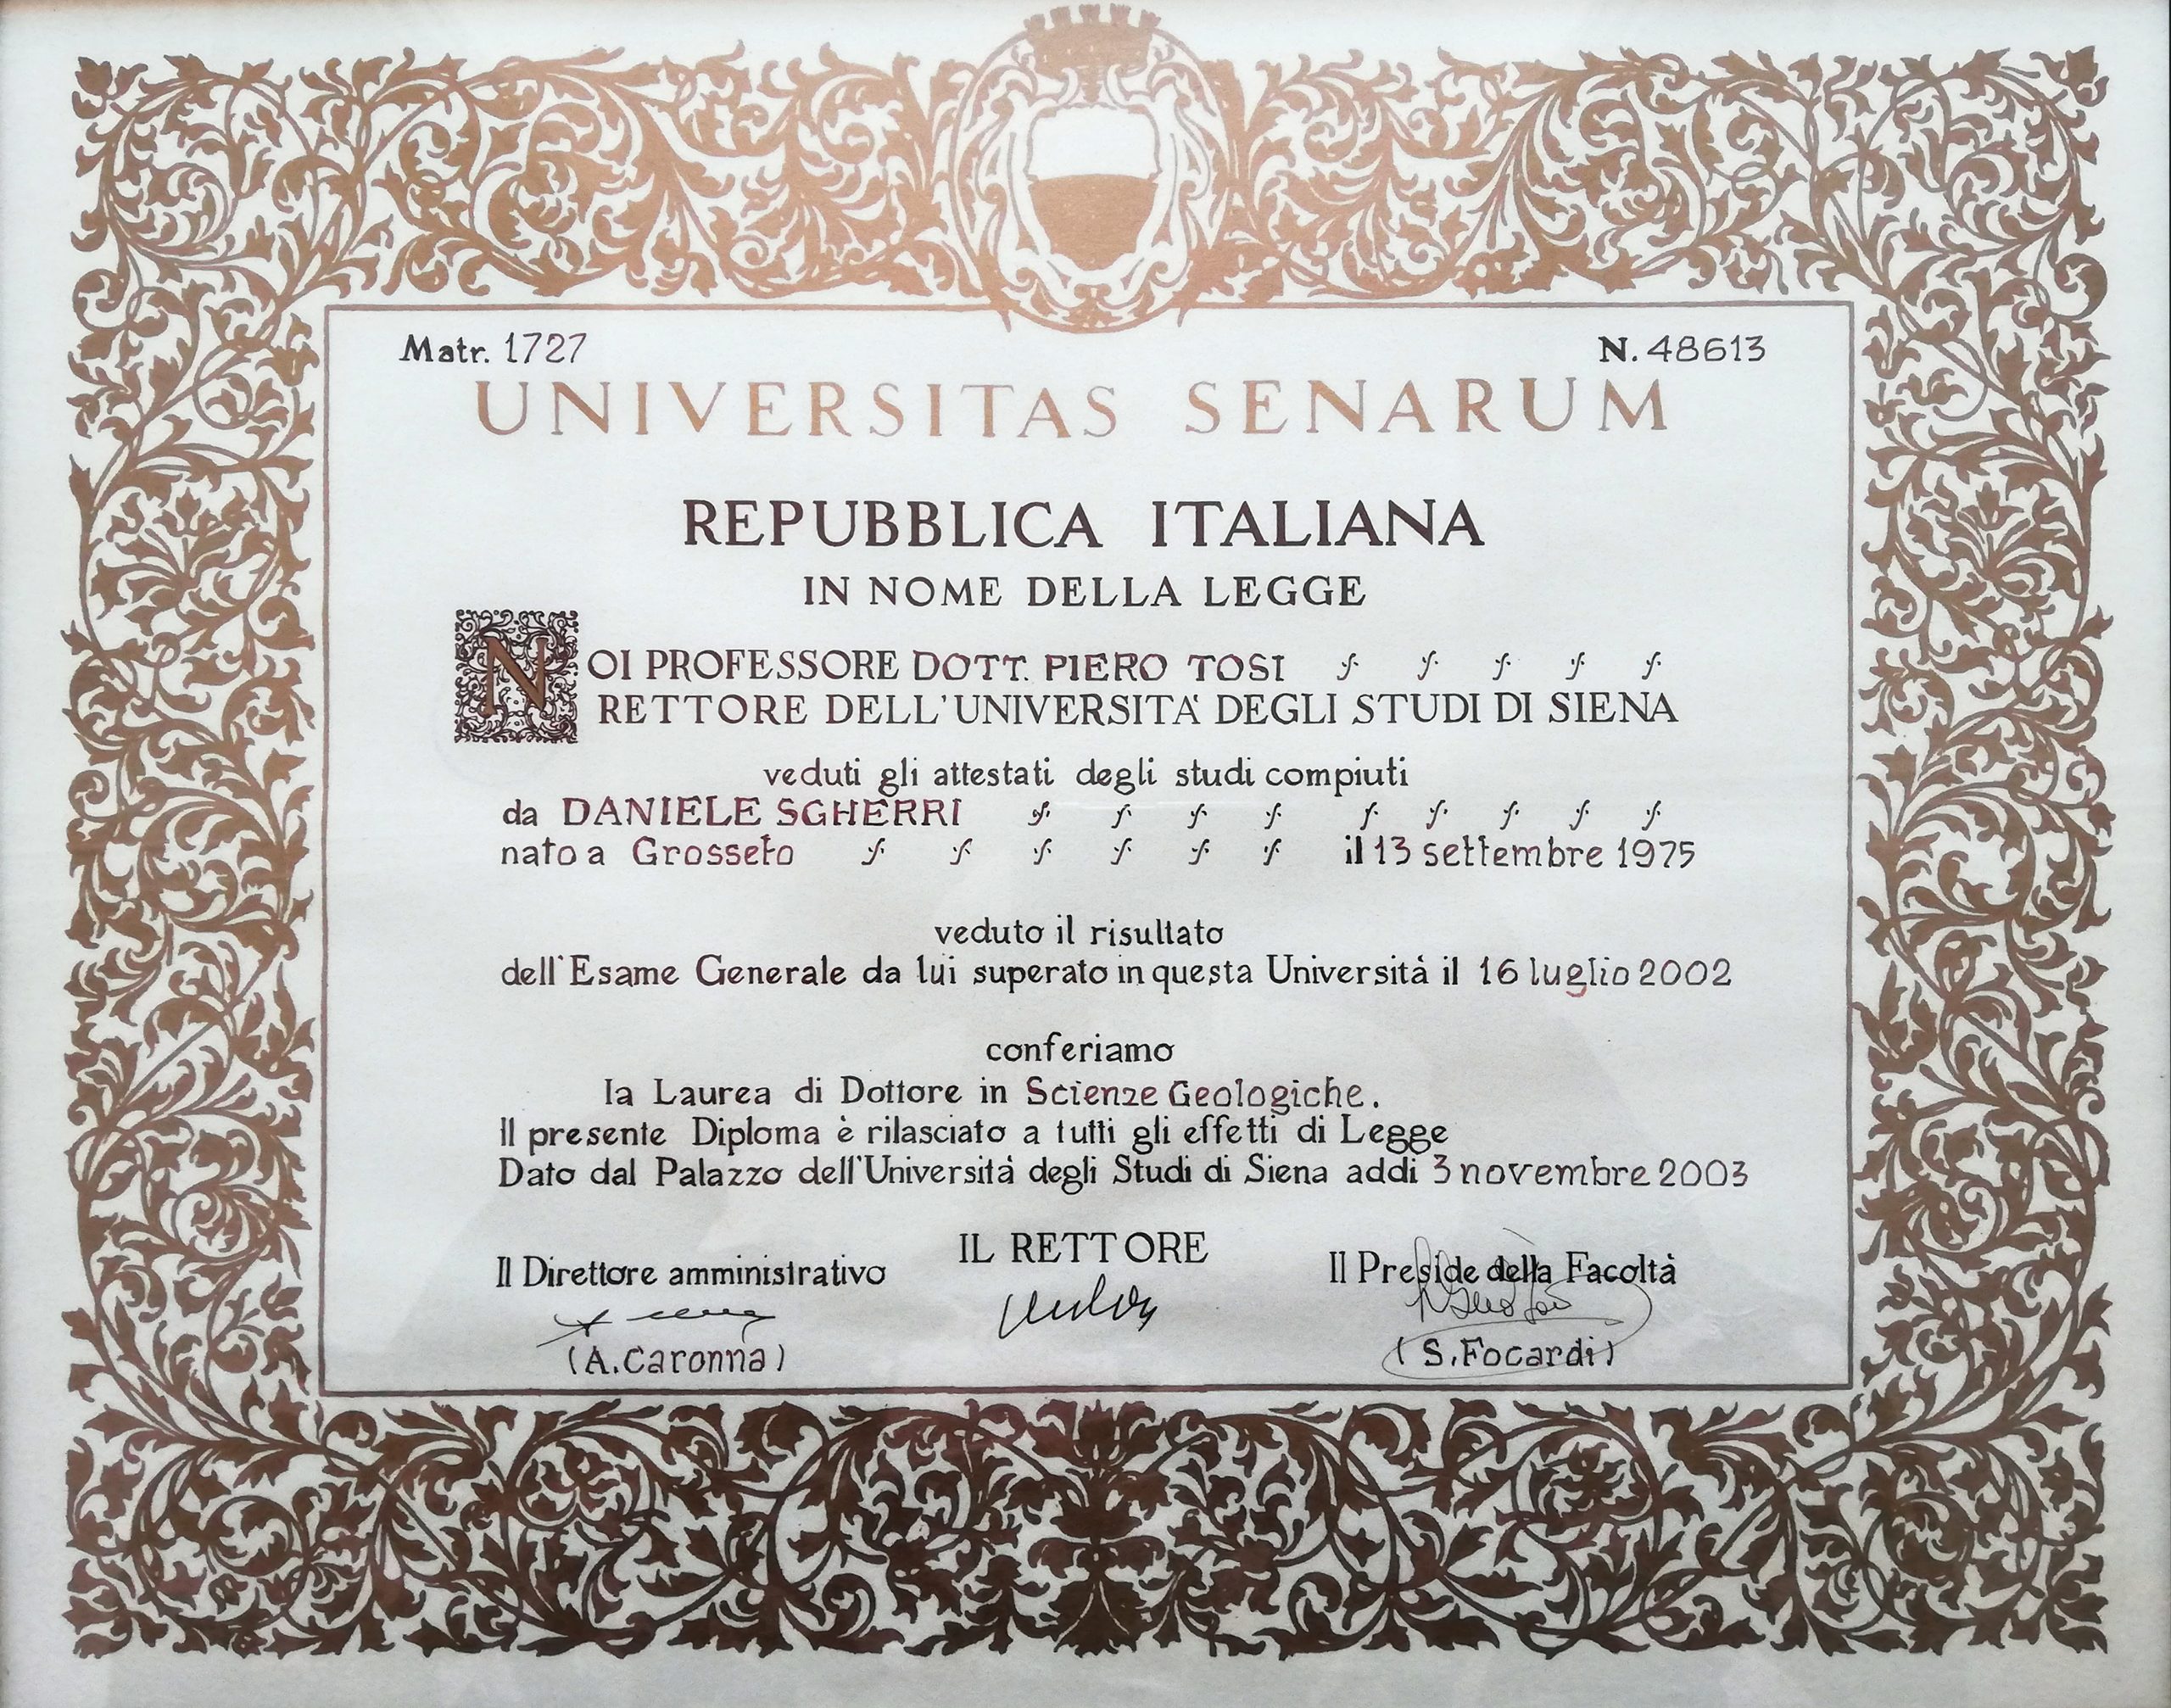 Matr. 1727
N. 48613
UNIVERSITAS SENARUM
REPUBBLICA ITALIANA
IN NOME DELLA LEGGE
NOI PROFESSORE DOTT. PIERO TOSI
RETTORE DELL'UNIVERSITA' DEGLI STUDI DI SIENA
veduti gli attestati degli studi compiuti
da DANIELE SGHERRI
nato a Grosseto il 13 settembre 1975
veduto il risultato
dell'Esame Generale da lui superato in questa Università il 16 luglio 2002
conferiamo
la Laurea di Dottore in Scienze Geologiche.
Il presente Diploma è rilasciato a tutti gli effetti di Legge
Dato dal Palazzo dell'Università degli Studi di Siena addi 3 novembre 2003
Il Direttore amministrativo
IL RETTORE
Il Preside della Facoltà
(A. Caronna)
(S. Focardi)